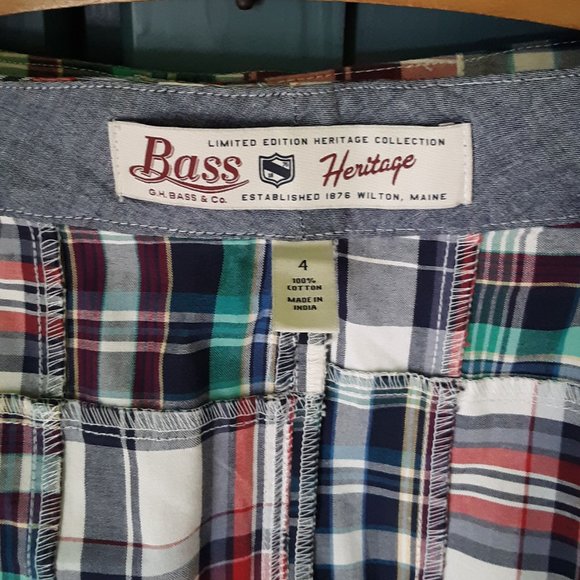 LIMITED EDITION HERITAGE COLLECTION
Bass Heritage
G.H. BASS & Co. ESTABLISHED 1876 WILTON, MAINE
4
100%
COTTON
MADE IN
INDIA